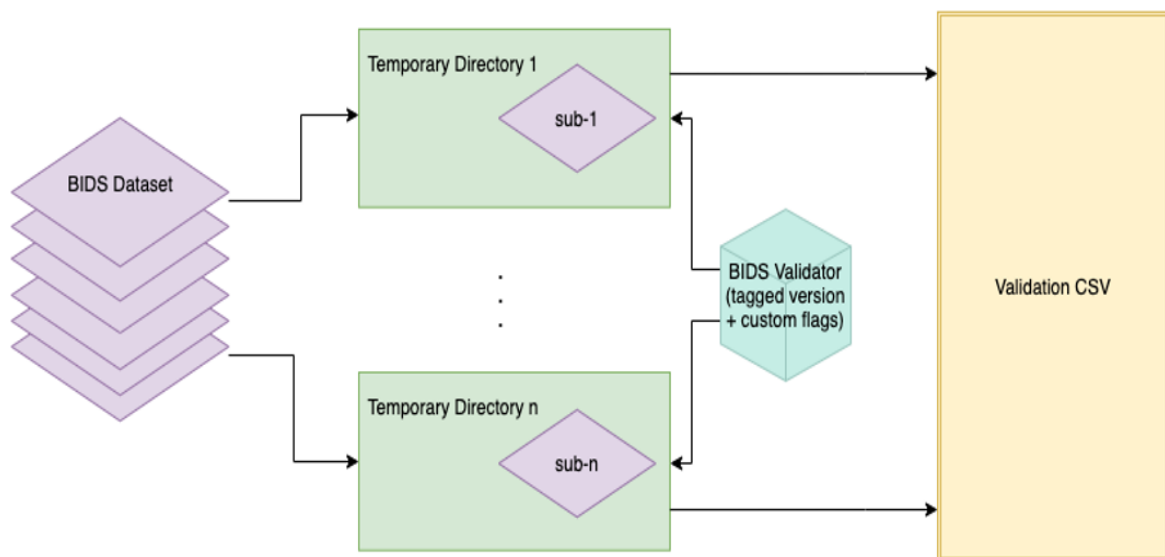 Temporary Directory 1
sub-1
BIDS Dataset
BIDS Validator
(tagged version
+ custom flags)
Validation CSV
Temporary Directory n
sub-n